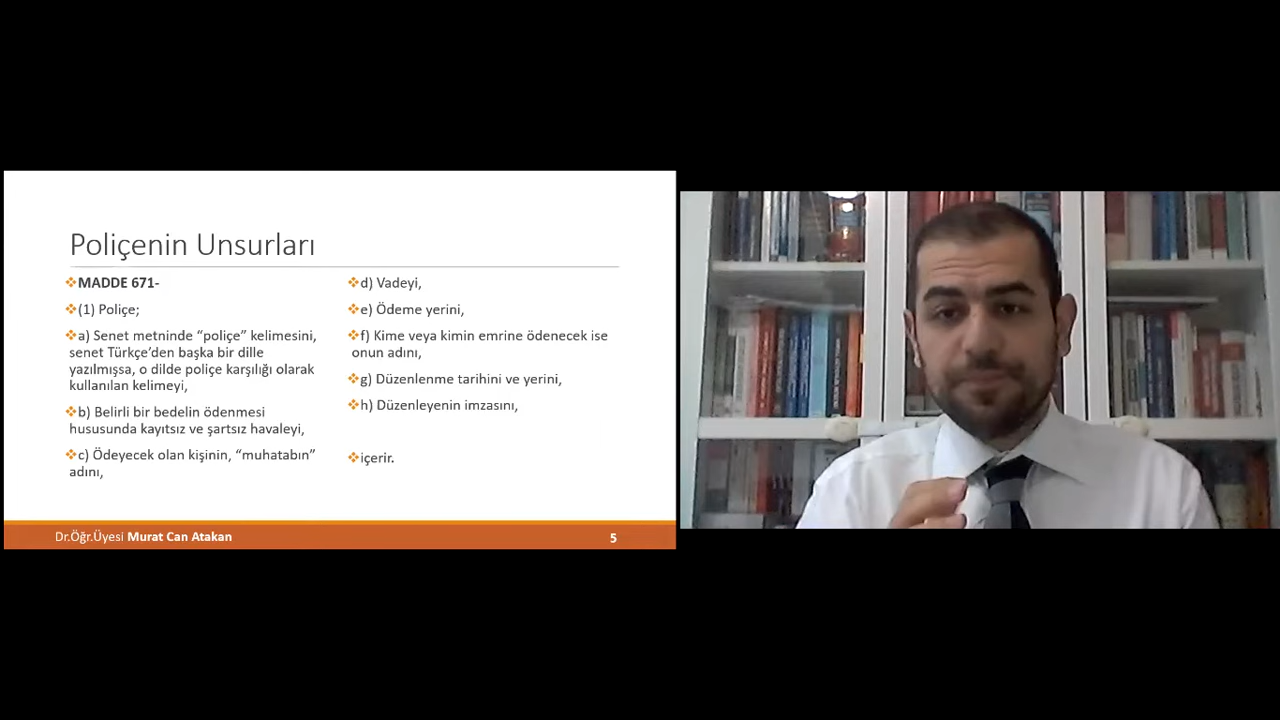 Poliçenin Unsurları
MADDE 671-
(1) Poliçe;
a) Senet metninde “poliçe” kelimesini,
senet Türkçe’den başka bir dille
yazılmışsa, o dilde poliçe karşılığı olarak
kullanılan kelimeyi,
b) Belirli bir bedelin ödenmesi
hususunda kayıtsız ve şartsız havaleyi,
c) Ödeyecek olan kişinin, “muhatabın”
adını,
d) Vadeyi,
e) Ödeme yerini,
f) Kime veya kimin emrine ödenecek ise
onun adını,
g) Düzenlenme tarihini ve yerini,
h) Düzenleyenin imzasını,
içerir.
Dr.Öğr.Üyesi Murat Can Atakan
5